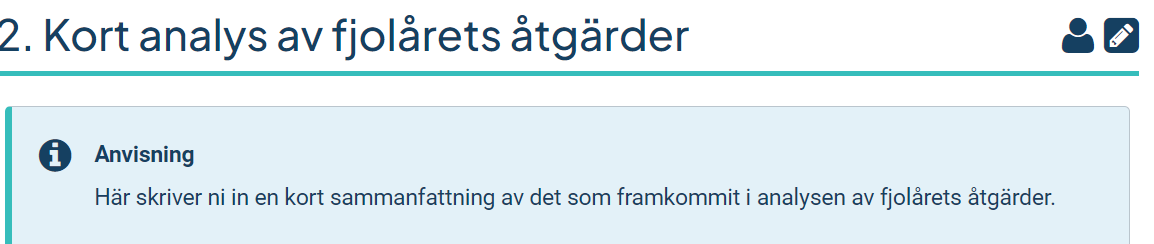 2. Kort analys av fjolårets åtgärder
Anvisning
Här skriver ni in en kort sammanfattning av det som framkommit i analysen av fjolårets åtgärder.